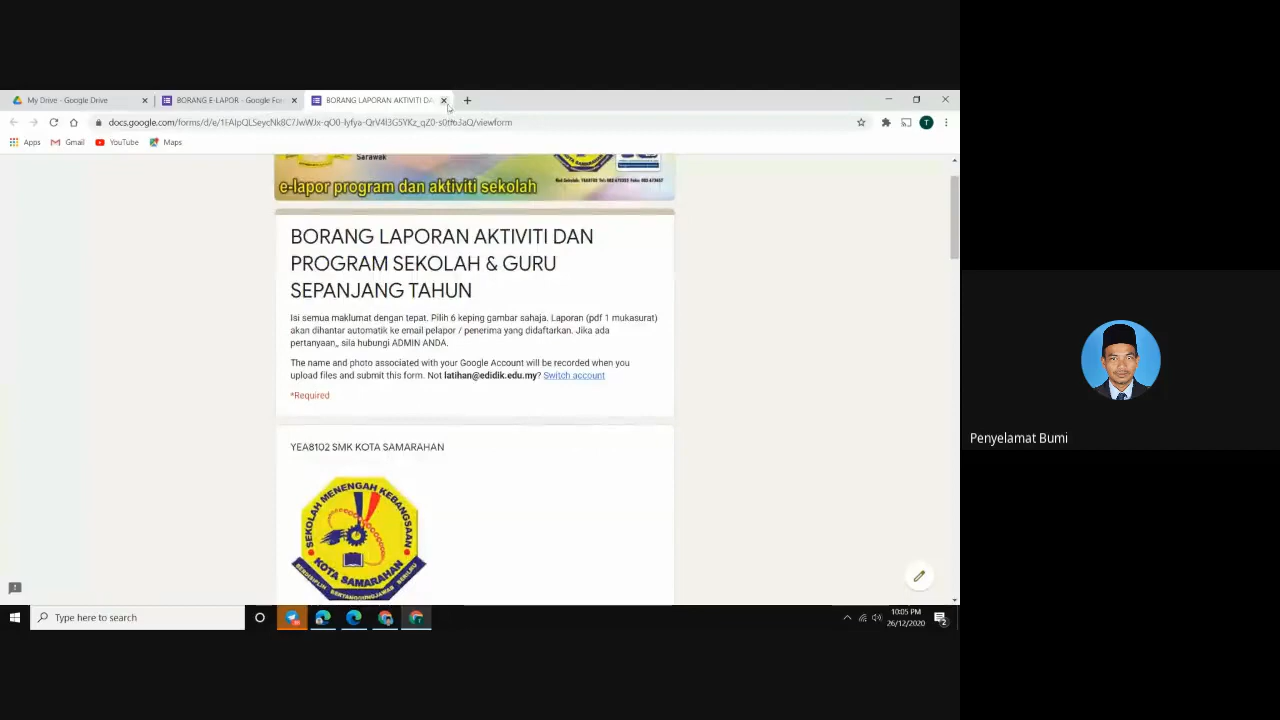 My Drive - Google Drive
BORANG E-LAPOR - Google For
BORANG LAPORAN AKTIVITI DA
Apps
Gmail
YouTube
Maps
Sarawak
e-lapor program dan aktiviti sekolah
BORANG LAPORAN AKTIVITI DAN
PROGRAM SEKOLAH & GURU
SEPANJANG TAHUN
Isi semua maklumat dengan tepat. Pilih 6 keping gambar sahaja. Laporan (pdf 1 mukasurat)
akan dihantar automatik ke email pelapor / penerima yang didaftarkan. Jika ada
pertanyaan,, sila hubungi ADMIN ANDA.
The name and photo associated with your Google Account will be recorded when you
upload files and submit this form. Not latihan@edidik.edu.my? Switch account
*Required
YEA8102 SMK KOTA SAMARAHAN
SEKOLAH MENENGAH KEBANGSAAN
KOTA SAMARAHAN
BERDISIPLIN BERTANGGUNGJAWAB BERILMU
Penyelamat Bumi
T
Type here to search
10:05 PM
26/12/2020
2